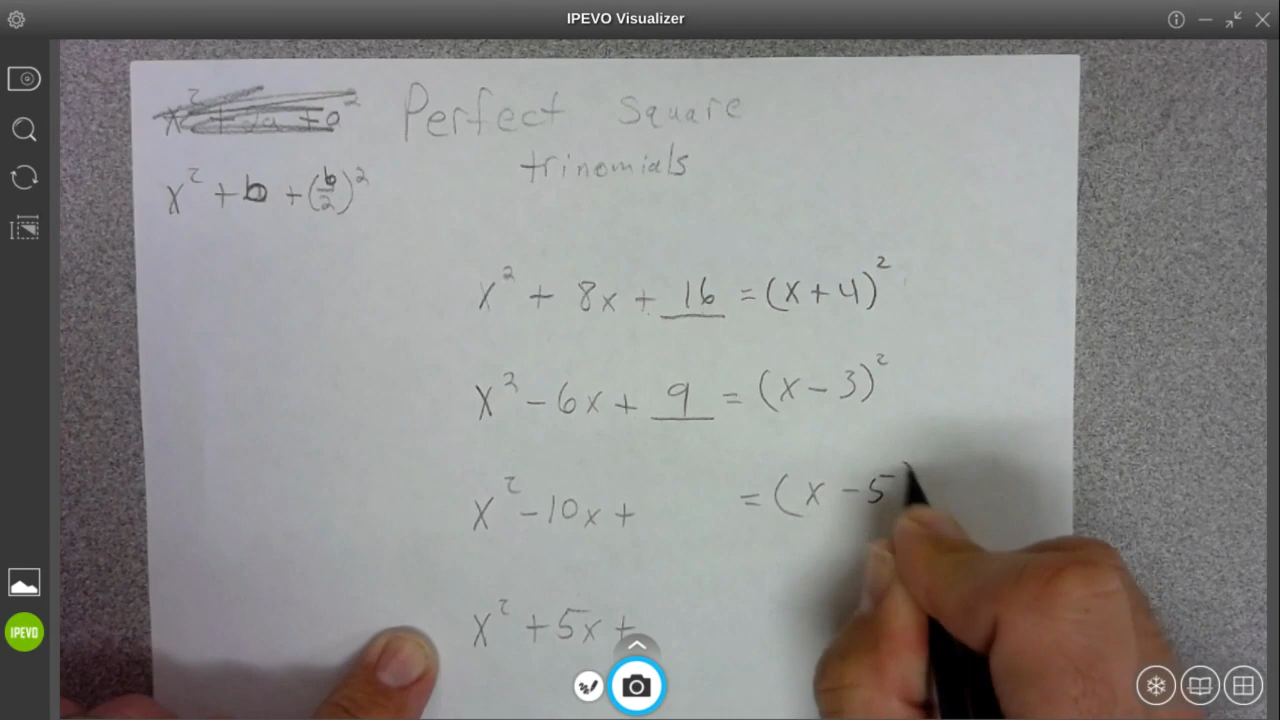 IPEVO Visualizer
Perfect Square
trinomials
x² + b + (b/2)²
x² + 8x + 16 = (x + 4)²
x² - 6x + 9 = (x - 3)²
x² - 10x + = (x - 5)
x² + 5x +
IPEVO